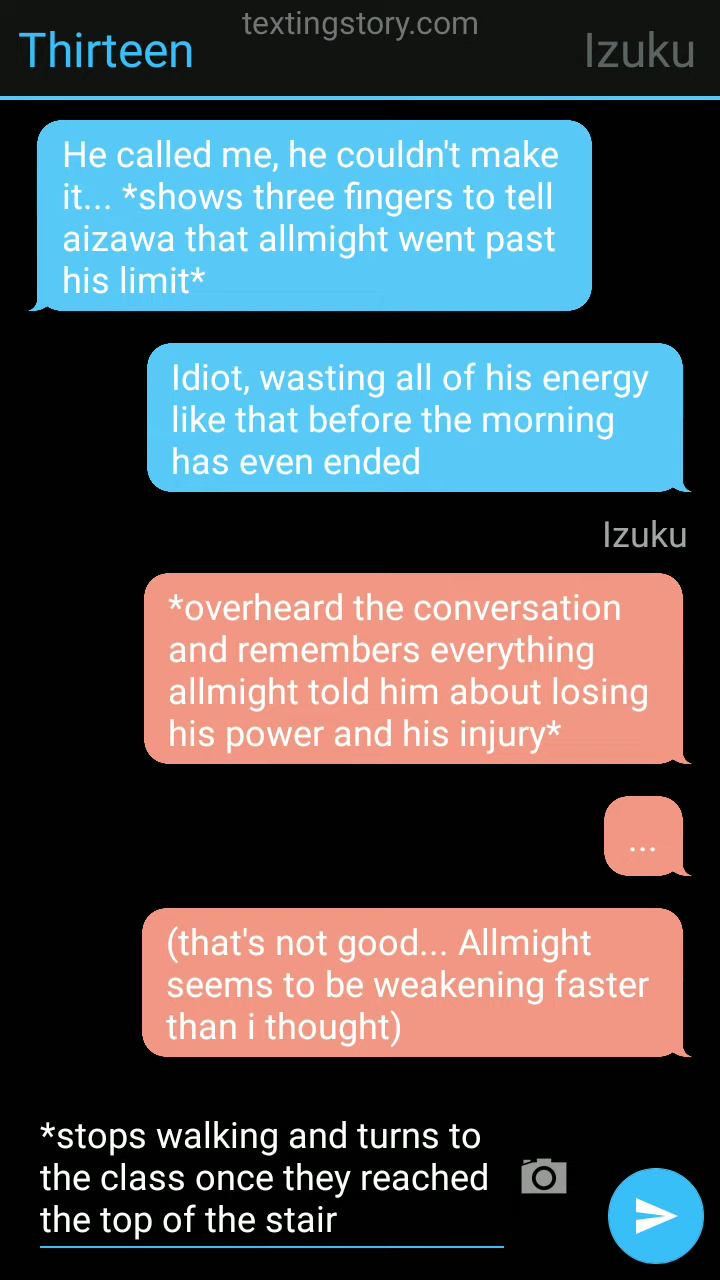 textingstory.com
Thirteen
Izuku
He called me, he couldn't make
it... *shows three fingers to tell
aizawa that allmight went past
his limit*
Idiot, wasting all of his energy
like that before the morning
has even ended
Izuku
*overheard the conversation
and remembers everything
allmight told him about losing
his power and his injury*
...
(that's not good... Allmight
seems to be weakening faster
than i thought)
*stops walking and turns to
the class once they reached
the top of the stair